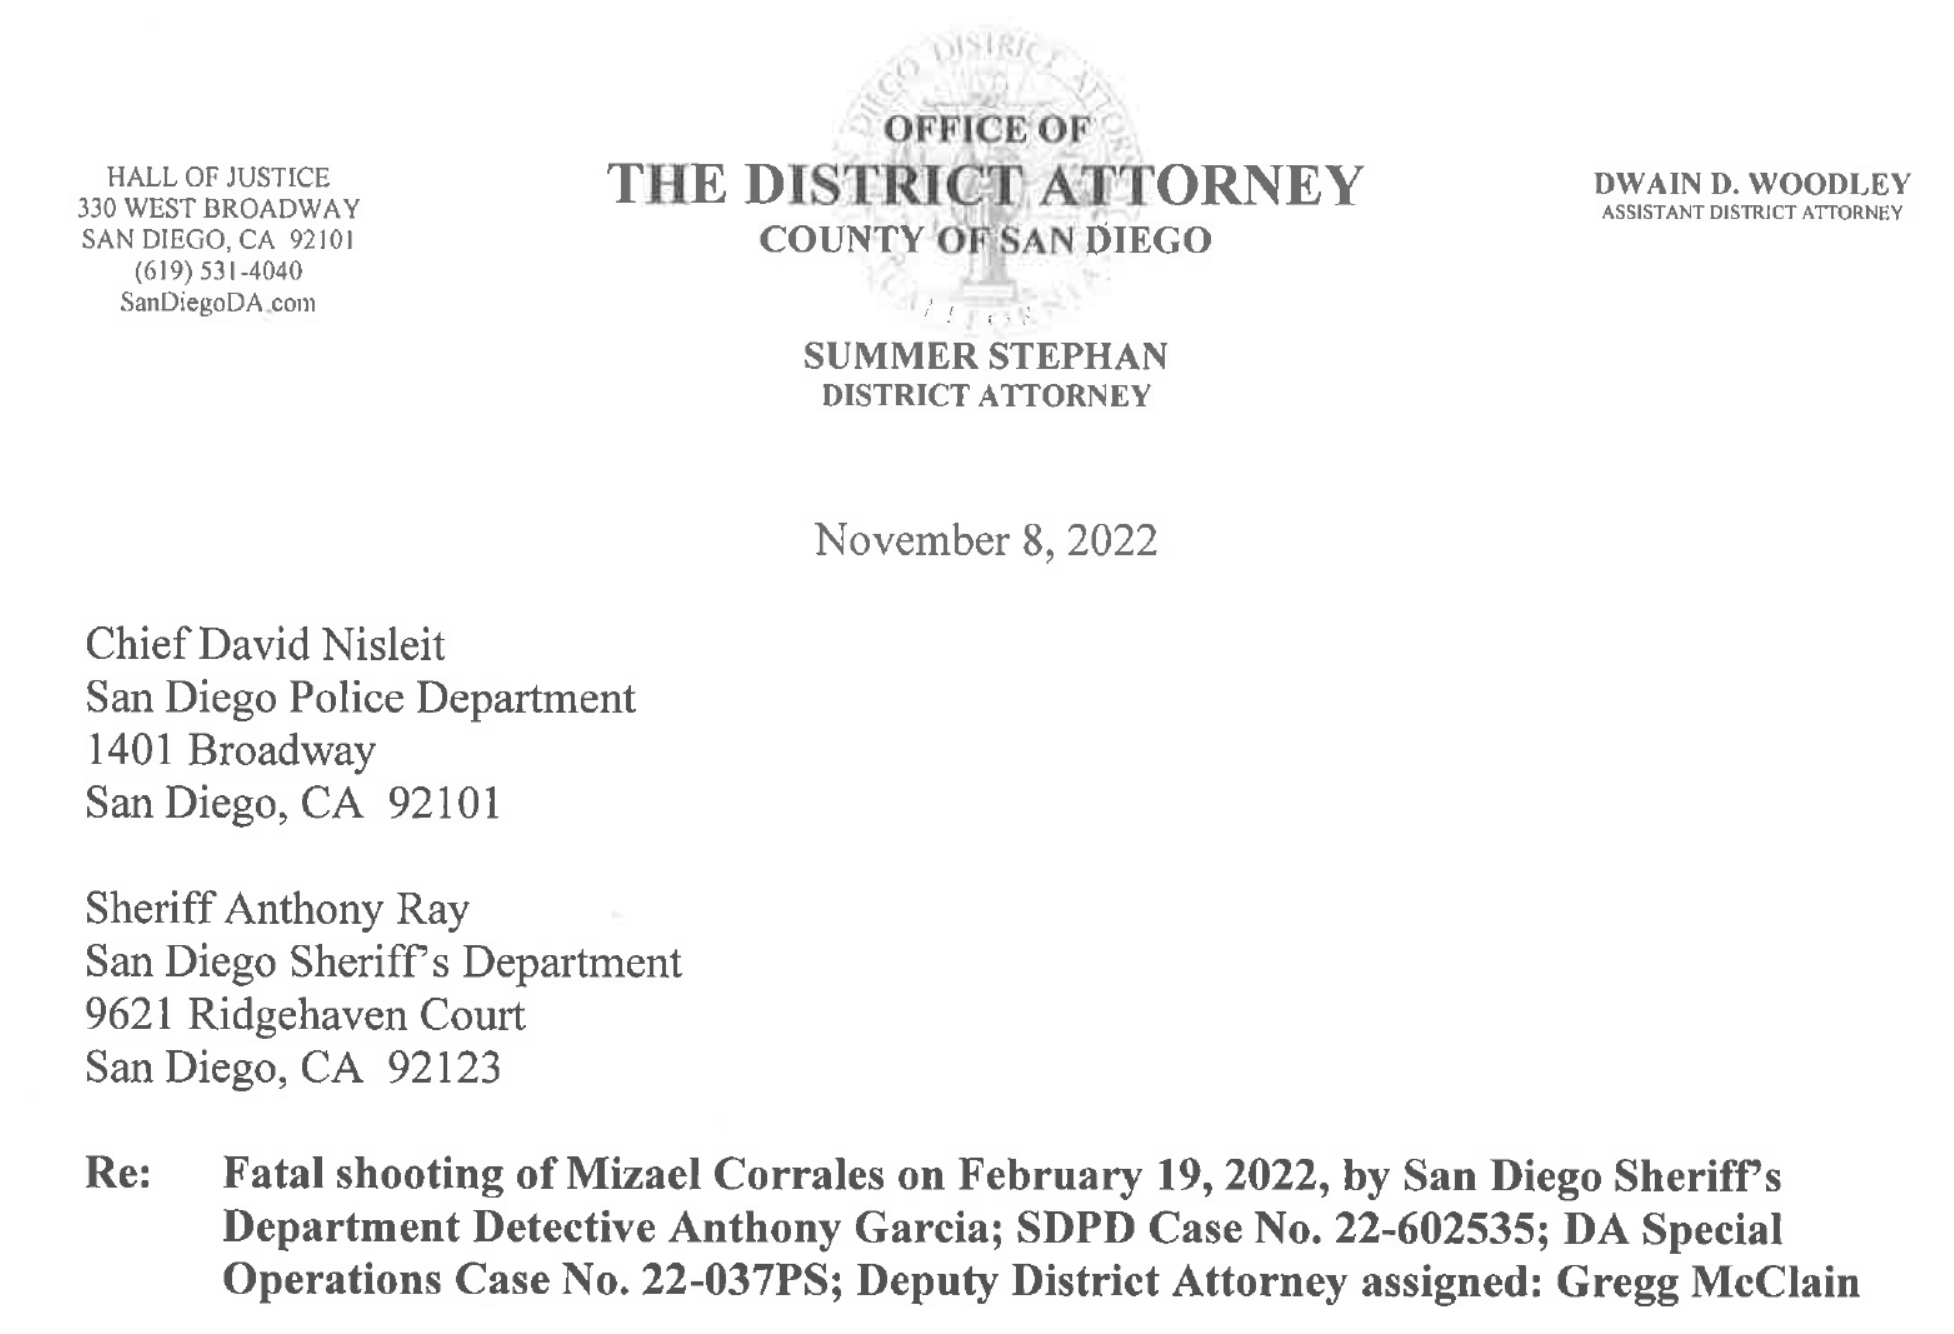 HALL OF JUSTICE
330 WEST BROADWAY
SAN DIEGO, CA 92101
(619) 531-4040
SanDiegoDA.com
OFFICE OF
THE DISTRICT ATTORNEY
COUNTY OF SAN DIEGO
SUMMER STEPHAN
DISTRICT ATTORNEY
DWAIN D. WOODLEY
ASSISTANT DISTRICT ATTORNEY
November 8, 2022
Chief David Nisleit
San Diego Police Department
1401 Broadway
San Diego, CA 92101
Sheriff Anthony Ray
San Diego Sheriff's Department
9621 Ridgehaven Court
San Diego, CA 92123
Re: Fatal shooting of Mizael Corrales on February 19, 2022, by San Diego Sheriff's
Department Detective Anthony Garcia; SDPD Case No. 22-602535; DA Special
Operations Case No. 22-037PS; Deputy District Attorney assigned: Gregg McClain